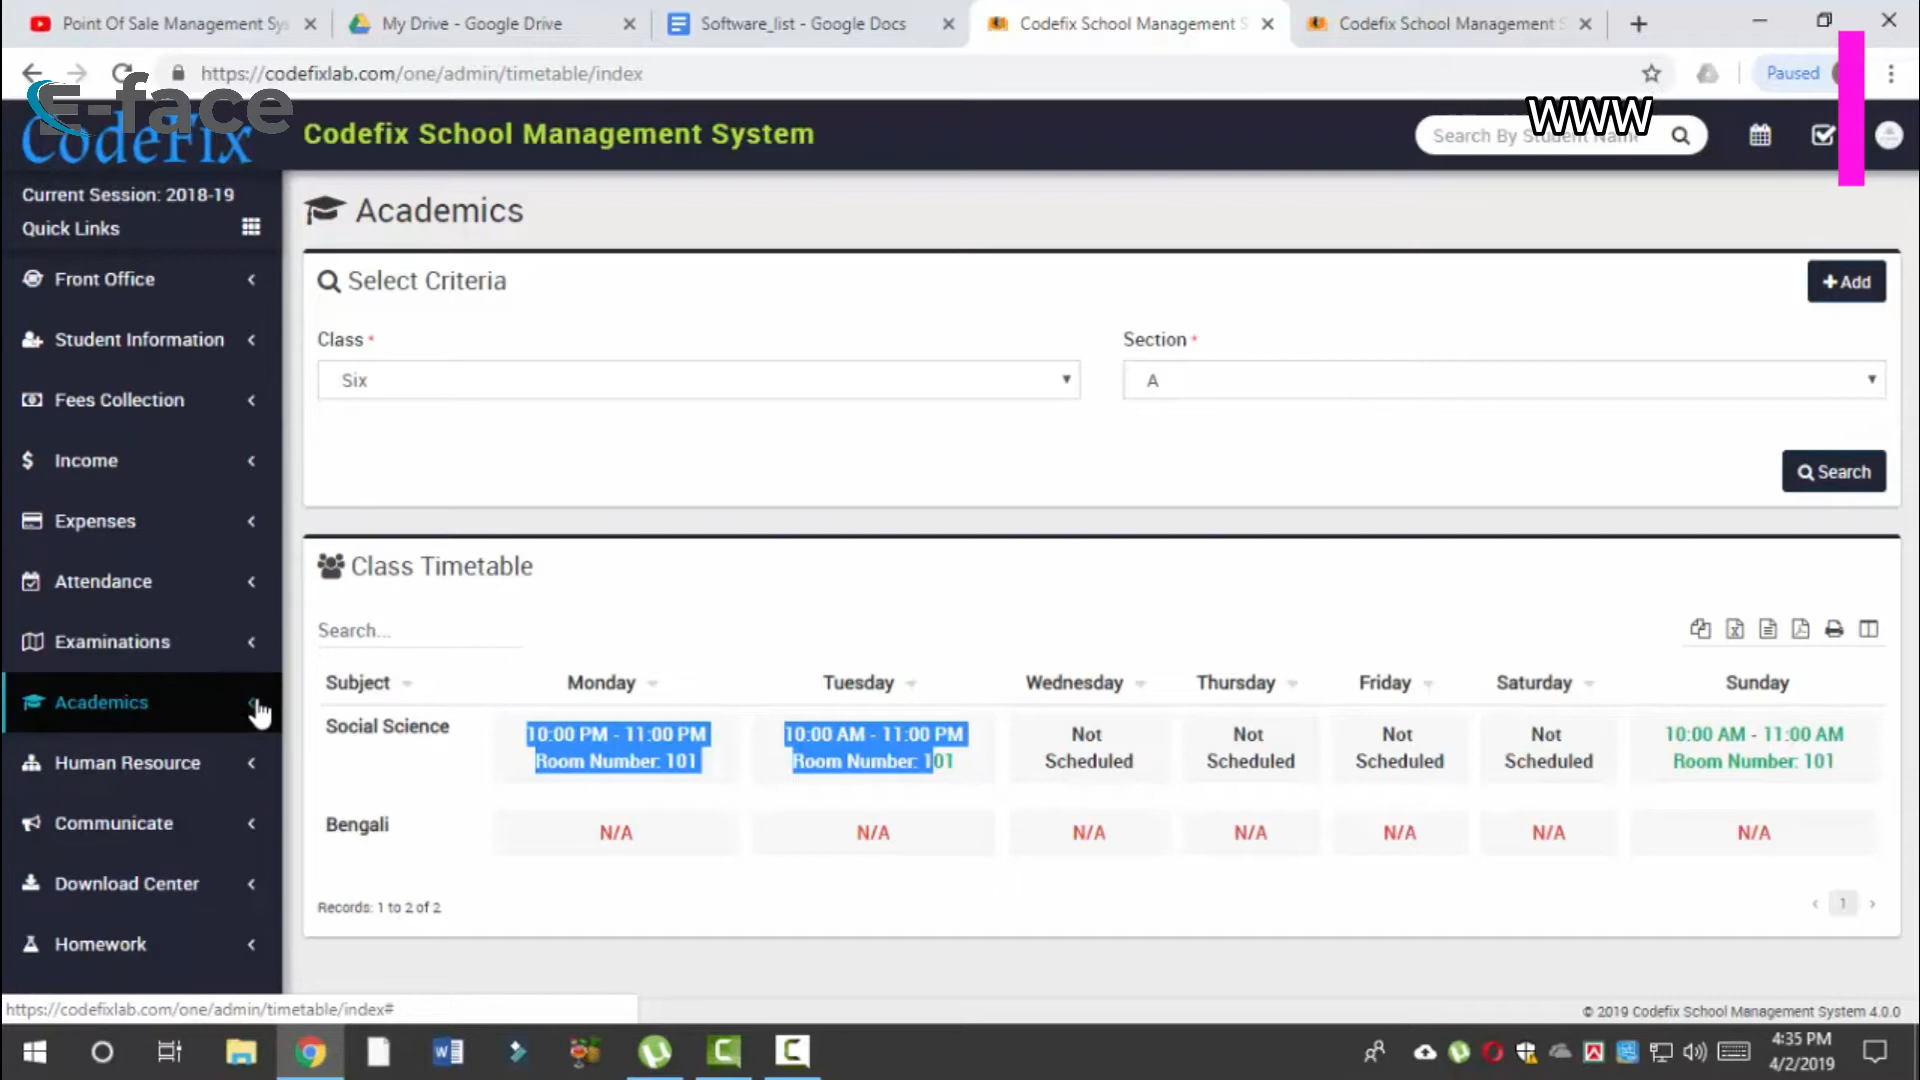 Point Of Sale Management Sy
My Drive - Google Drive
Software_list - Google Docs
Codefix School Management S
Codefix School Management S
https://codefixlab.com/one/admin/timetable/index
Paused
E-face
CodeFix
Codefix School Management System
Search By Student Name
WWW
Current Session: 2018-19
Quick Links
Front Office
Student Information
Fees Collection
Income
Expenses
Attendance
Examinations
Academics
Human Resource
Communicate
Download Center
Homework
Academics
Select Criteria
Add
Class *
Section *
Six
A
Search
Class Timetable
Search...
Subject Monday Tuesday Wednesday Thursday Friday Saturday Sunday
Social Science
10:00 PM - 11:00 PM
Room Number: 101
10:00 AM - 11:00 PM
Room Number: 101
Not
Scheduled
Not
Scheduled
Not
Scheduled
Not
Scheduled
10:00 AM - 11:00 AM
Room Number: 101
Bengali N/A N/A N/A N/A N/A N/A N/A
Records: 1 to 2 of 2
1
https://codefixlab.com/one/admin/timetable/index#
© 2019 Codefix School Management System 4.0.0
4:35 PM
4/2/2019